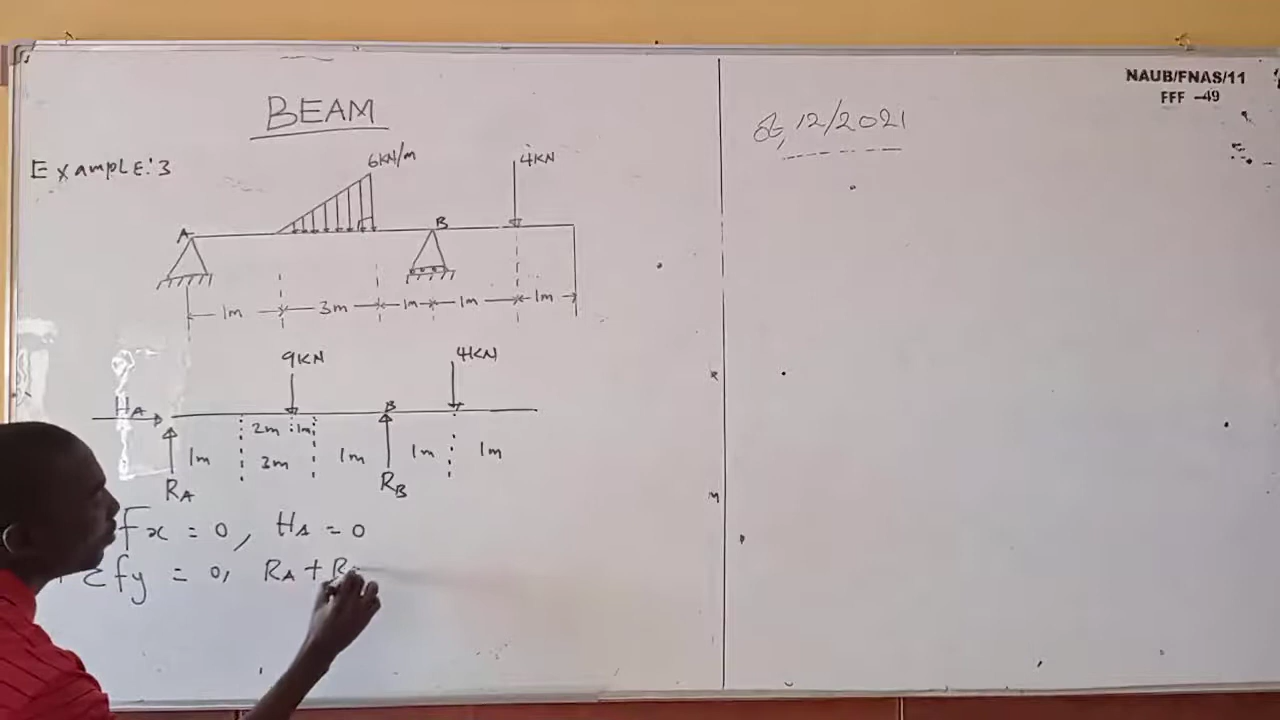 BEAM
ExamplE:3
6KN/m
4KN
A
B
1m 3m 1m 1m 1m
9KN 4KN
HA
B
2m 1m
1m 3m 1m 1m 1m
RA RB
Fx = 0, HA = 0
Σfy = 0, RA + R
NAUB/FNAS/11
FFF -49
12/2021